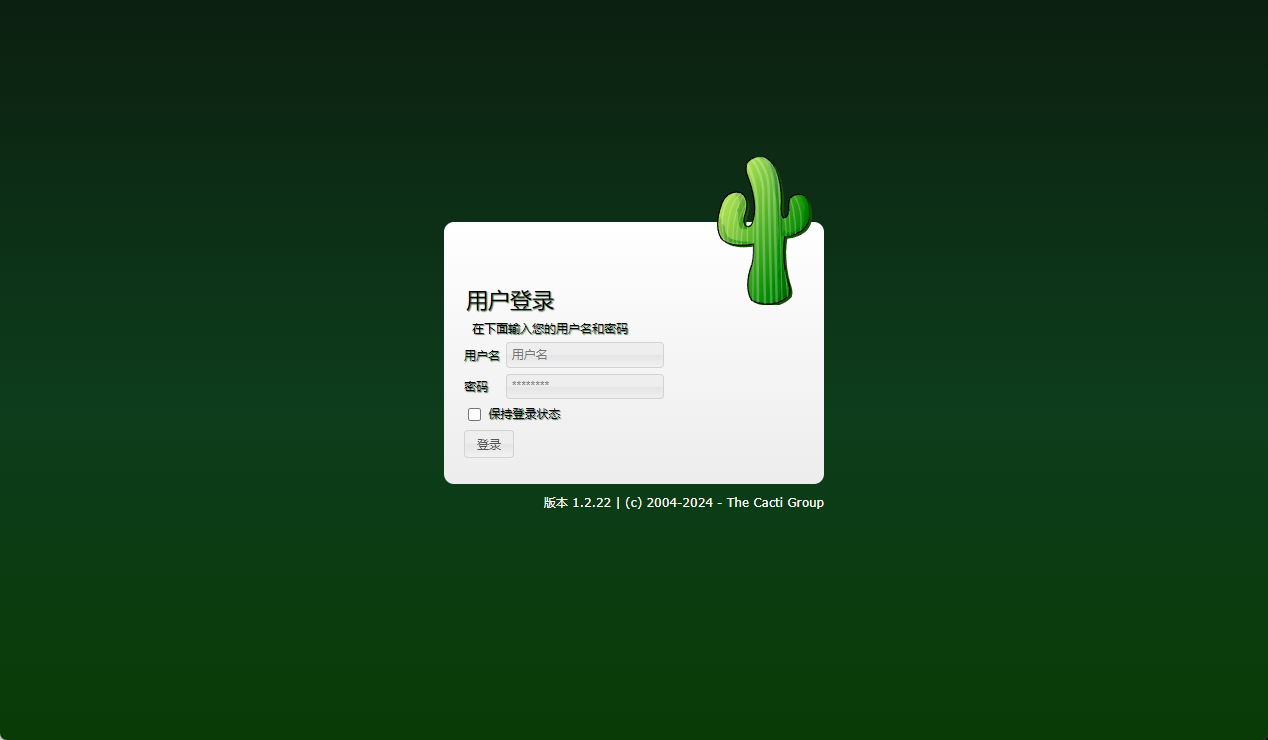 用户登录
在下面输入您的用户名和密码
用户名 用户名
密码 ********
保持登录状态
登录
版本 1.2.22 | (c) 2004-2024 - The Cacti Group